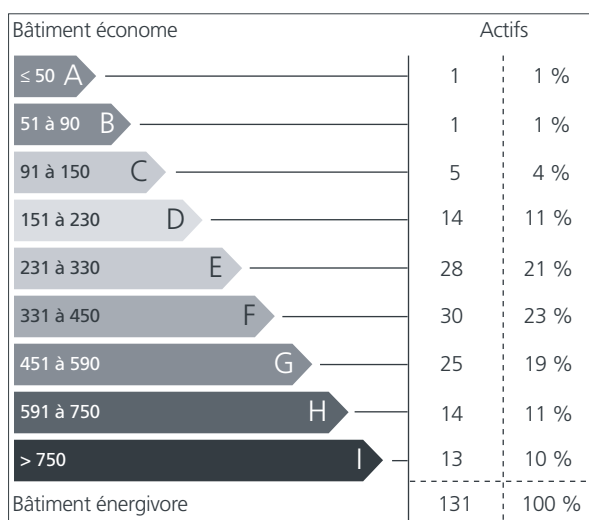 Bâtiment économe Actifs
≤ 50 A 1 1 %
51 à 90 B 1 1 %
91 à 150 C 5 4 %
151 à 230 D 14 11 %
231 à 330 E 28 21 %
331 à 450 F 30 23 %
451 à 590 G 25 19 %
591 à 750 H 14 11 %
> 750 I 13 10 %
Bâtiment énergivore 131 100 %